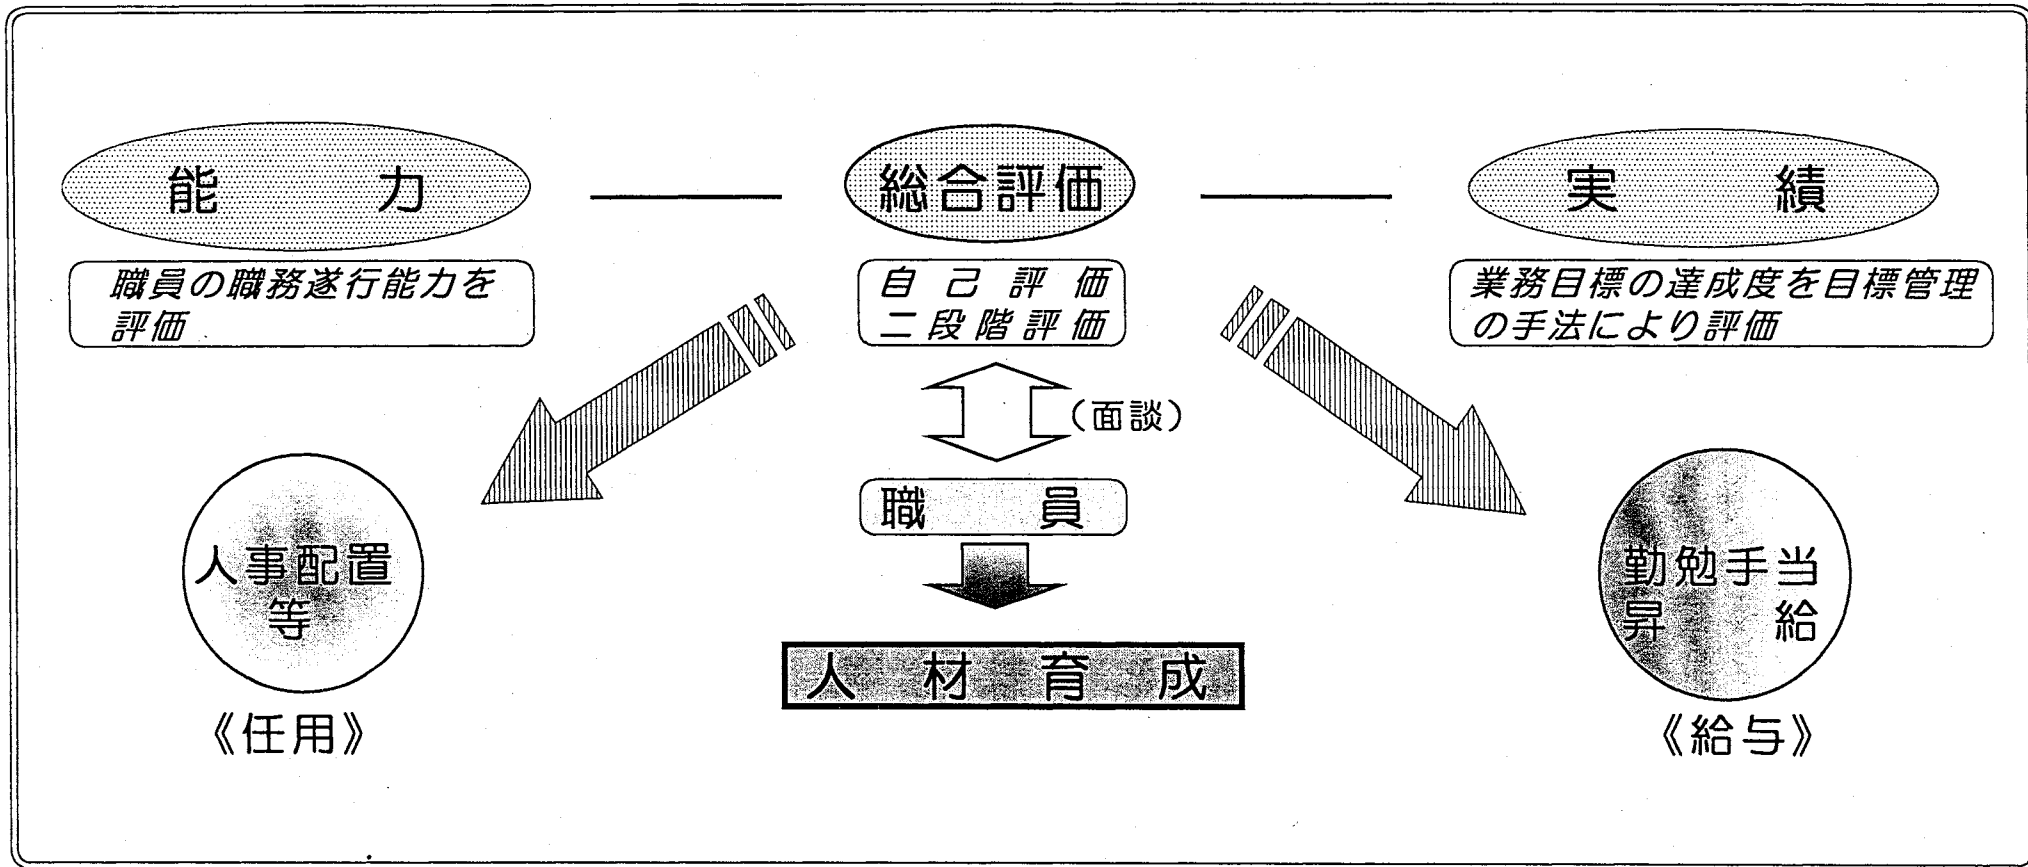 能 力
総合評価
実 績
職員の職務遂行能力を
評価
自己評価
二段階評価
業務目標の達成度を目標管理
の手法により評価
(面談)
職 員
人事配置
等
勤勉手当
昇 給
人材育成
《任用》
《給与》